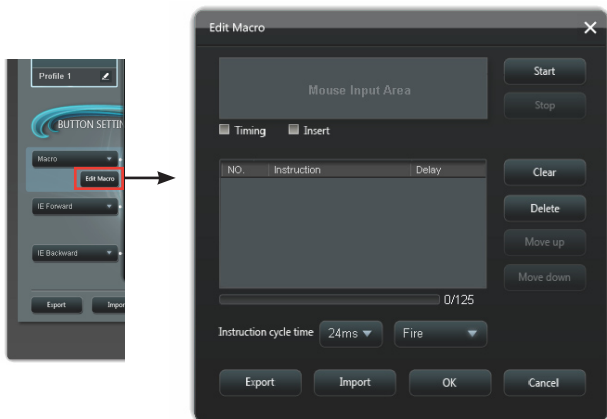 Profile 1
BUTTON SETTIN
Macro
Edit Macro
IE Forward
IE Backward
Export Impor
Edit Macro
Mouse Input Area
Start
Stop
Timing Insert
NO. Instruction Delay
Clear
Delete
Move up
Move down
0/125
Instruction cycle time 24ms Fire
Export Import OK Cancel